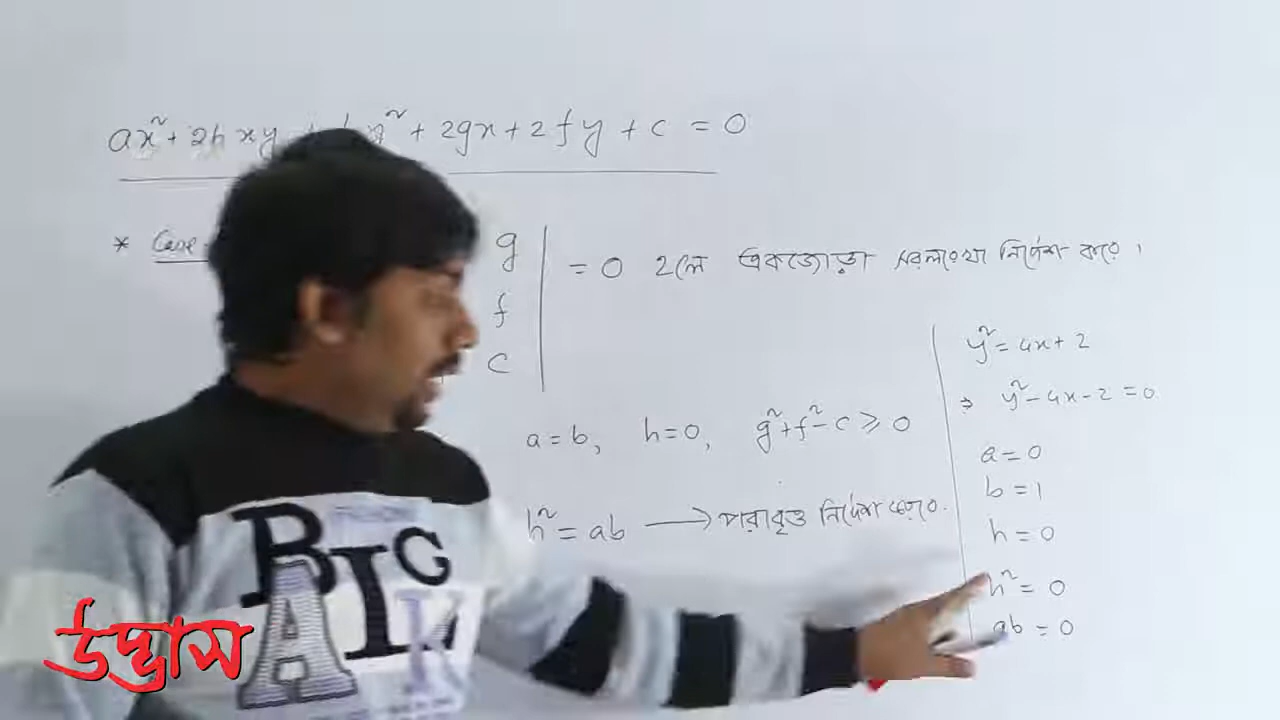 ax² + 2hxy y² + 2gx + 2fy + c = 0
* Case
g
f
c
= 0 হলে একজোড়া সরলরেখা নির্দেশ করে।
a = b, h = 0, g² + f² - c ≥ 0
h² = ab → পরাবৃত্ত নির্দেশ করে।
y² = 4x + 2
⇒ y² - 4x - 2 = 0
a = 0
b = 1
h = 0
h² = 0
ab = 0
BIG
উদ্ভাস